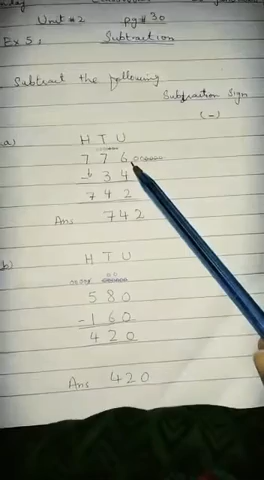 Unit #2 pg# 30
Ex 5: Subtraction
Subtract the following
Subtraction Sign
(-)
a)
H T U
7 7 6
- 3 4
7 4 2
Ans 742
b)
H T U
5 8 0
- 1 6 0
4 2 0
Ans 420